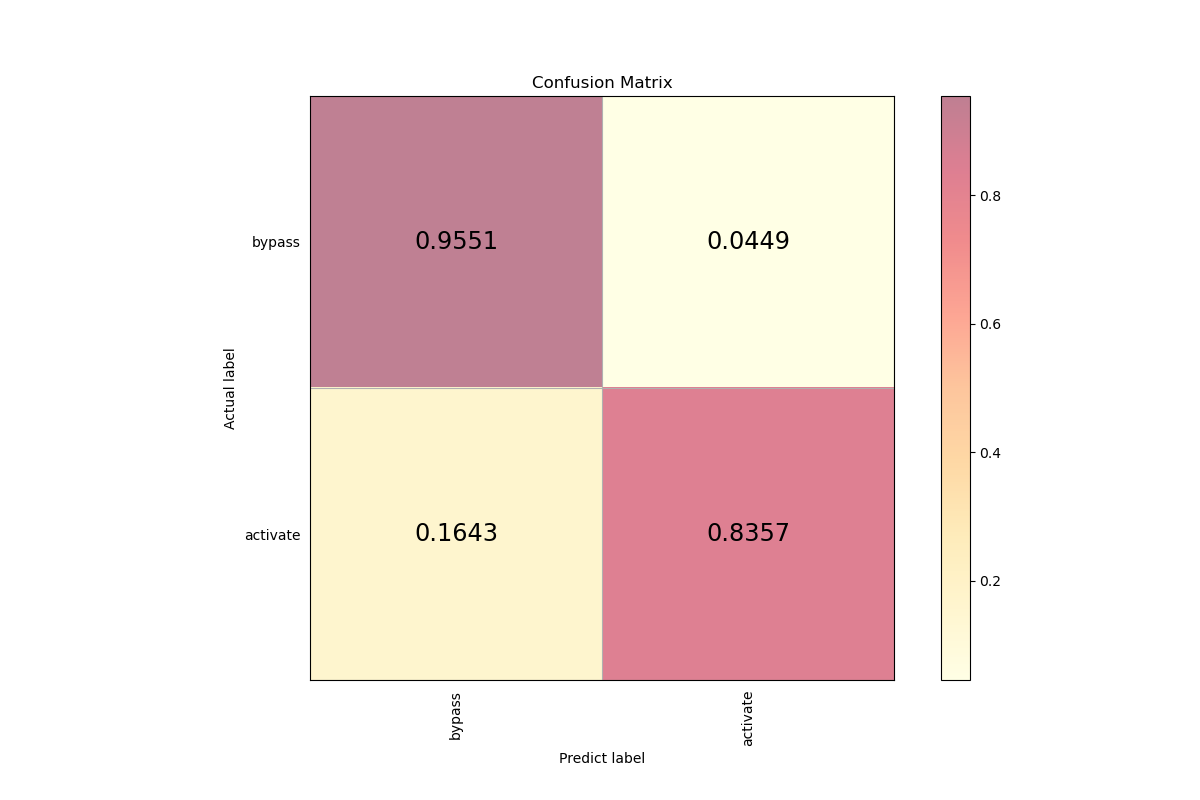 Confusion Matrix
bypass
0.9551
0.0449
0.8
0.6
Actual label
0.4
activate
0.1643
0.8357
0.2
bypass
activate
Predict label